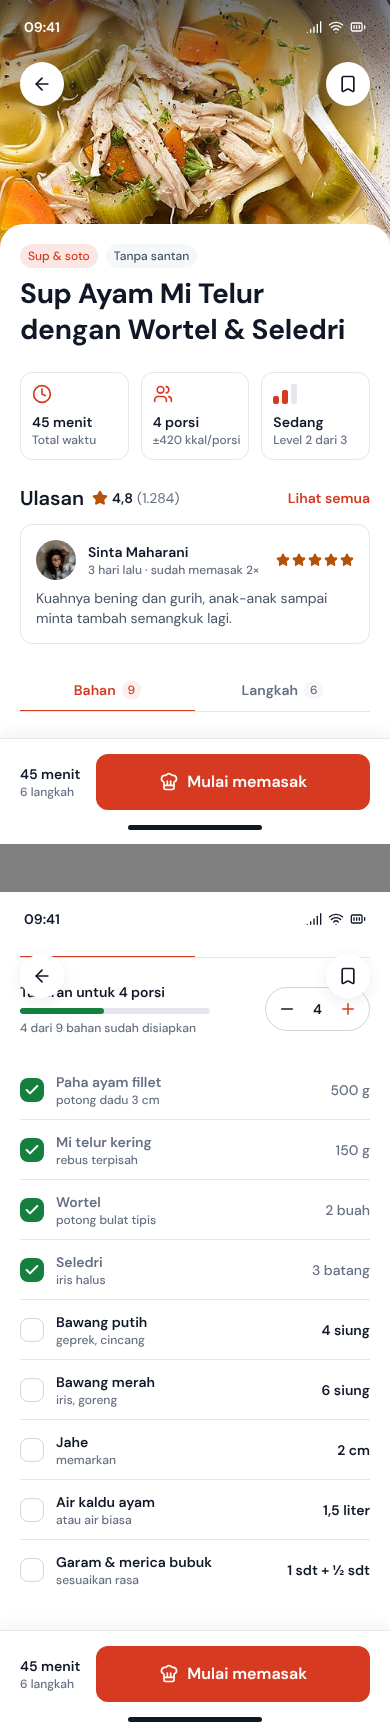 09:41
Sup & soto
Tanpa santan
Sup Ayam Mi Telur
dengan Wortel & Seledri
45 menit
Total waktu
4 porsi
±420 kkal/porsi
Sedang
Level 2 dari 3
Ulasan
4,8 (1.284)
Lihat semua
Sinta Maharani
3 hari lalu · sudah memasak 2×
Kuahnya bening dan gurih, anak-anak sampai
minta tambah semangkuk lagi.
Bahan 9
Langkah 6
45 menit
6 langkah
Mulai memasak
09:41
untuk 4 porsi
4 dari 9 bahan sudah disiapkan
− 4 +
Paha ayam fillet
potong dadu 3 cm
500 g
Mi telur kering
rebus terpisah
150 g
Wortel
potong bulat tipis
2 buah
Seledri
iris halus
3 batang
Bawang putih
geprek, cincang
4 siung
Bawang merah
iris, goreng
6 siung
Jahe
memarkan
2 cm
Air kaldu ayam
atau air biasa
1,5 liter
Garam & merica bubuk
sesuaikan rasa
1 sdt + ½ sdt
45 menit
6 langkah
Mulai memasak